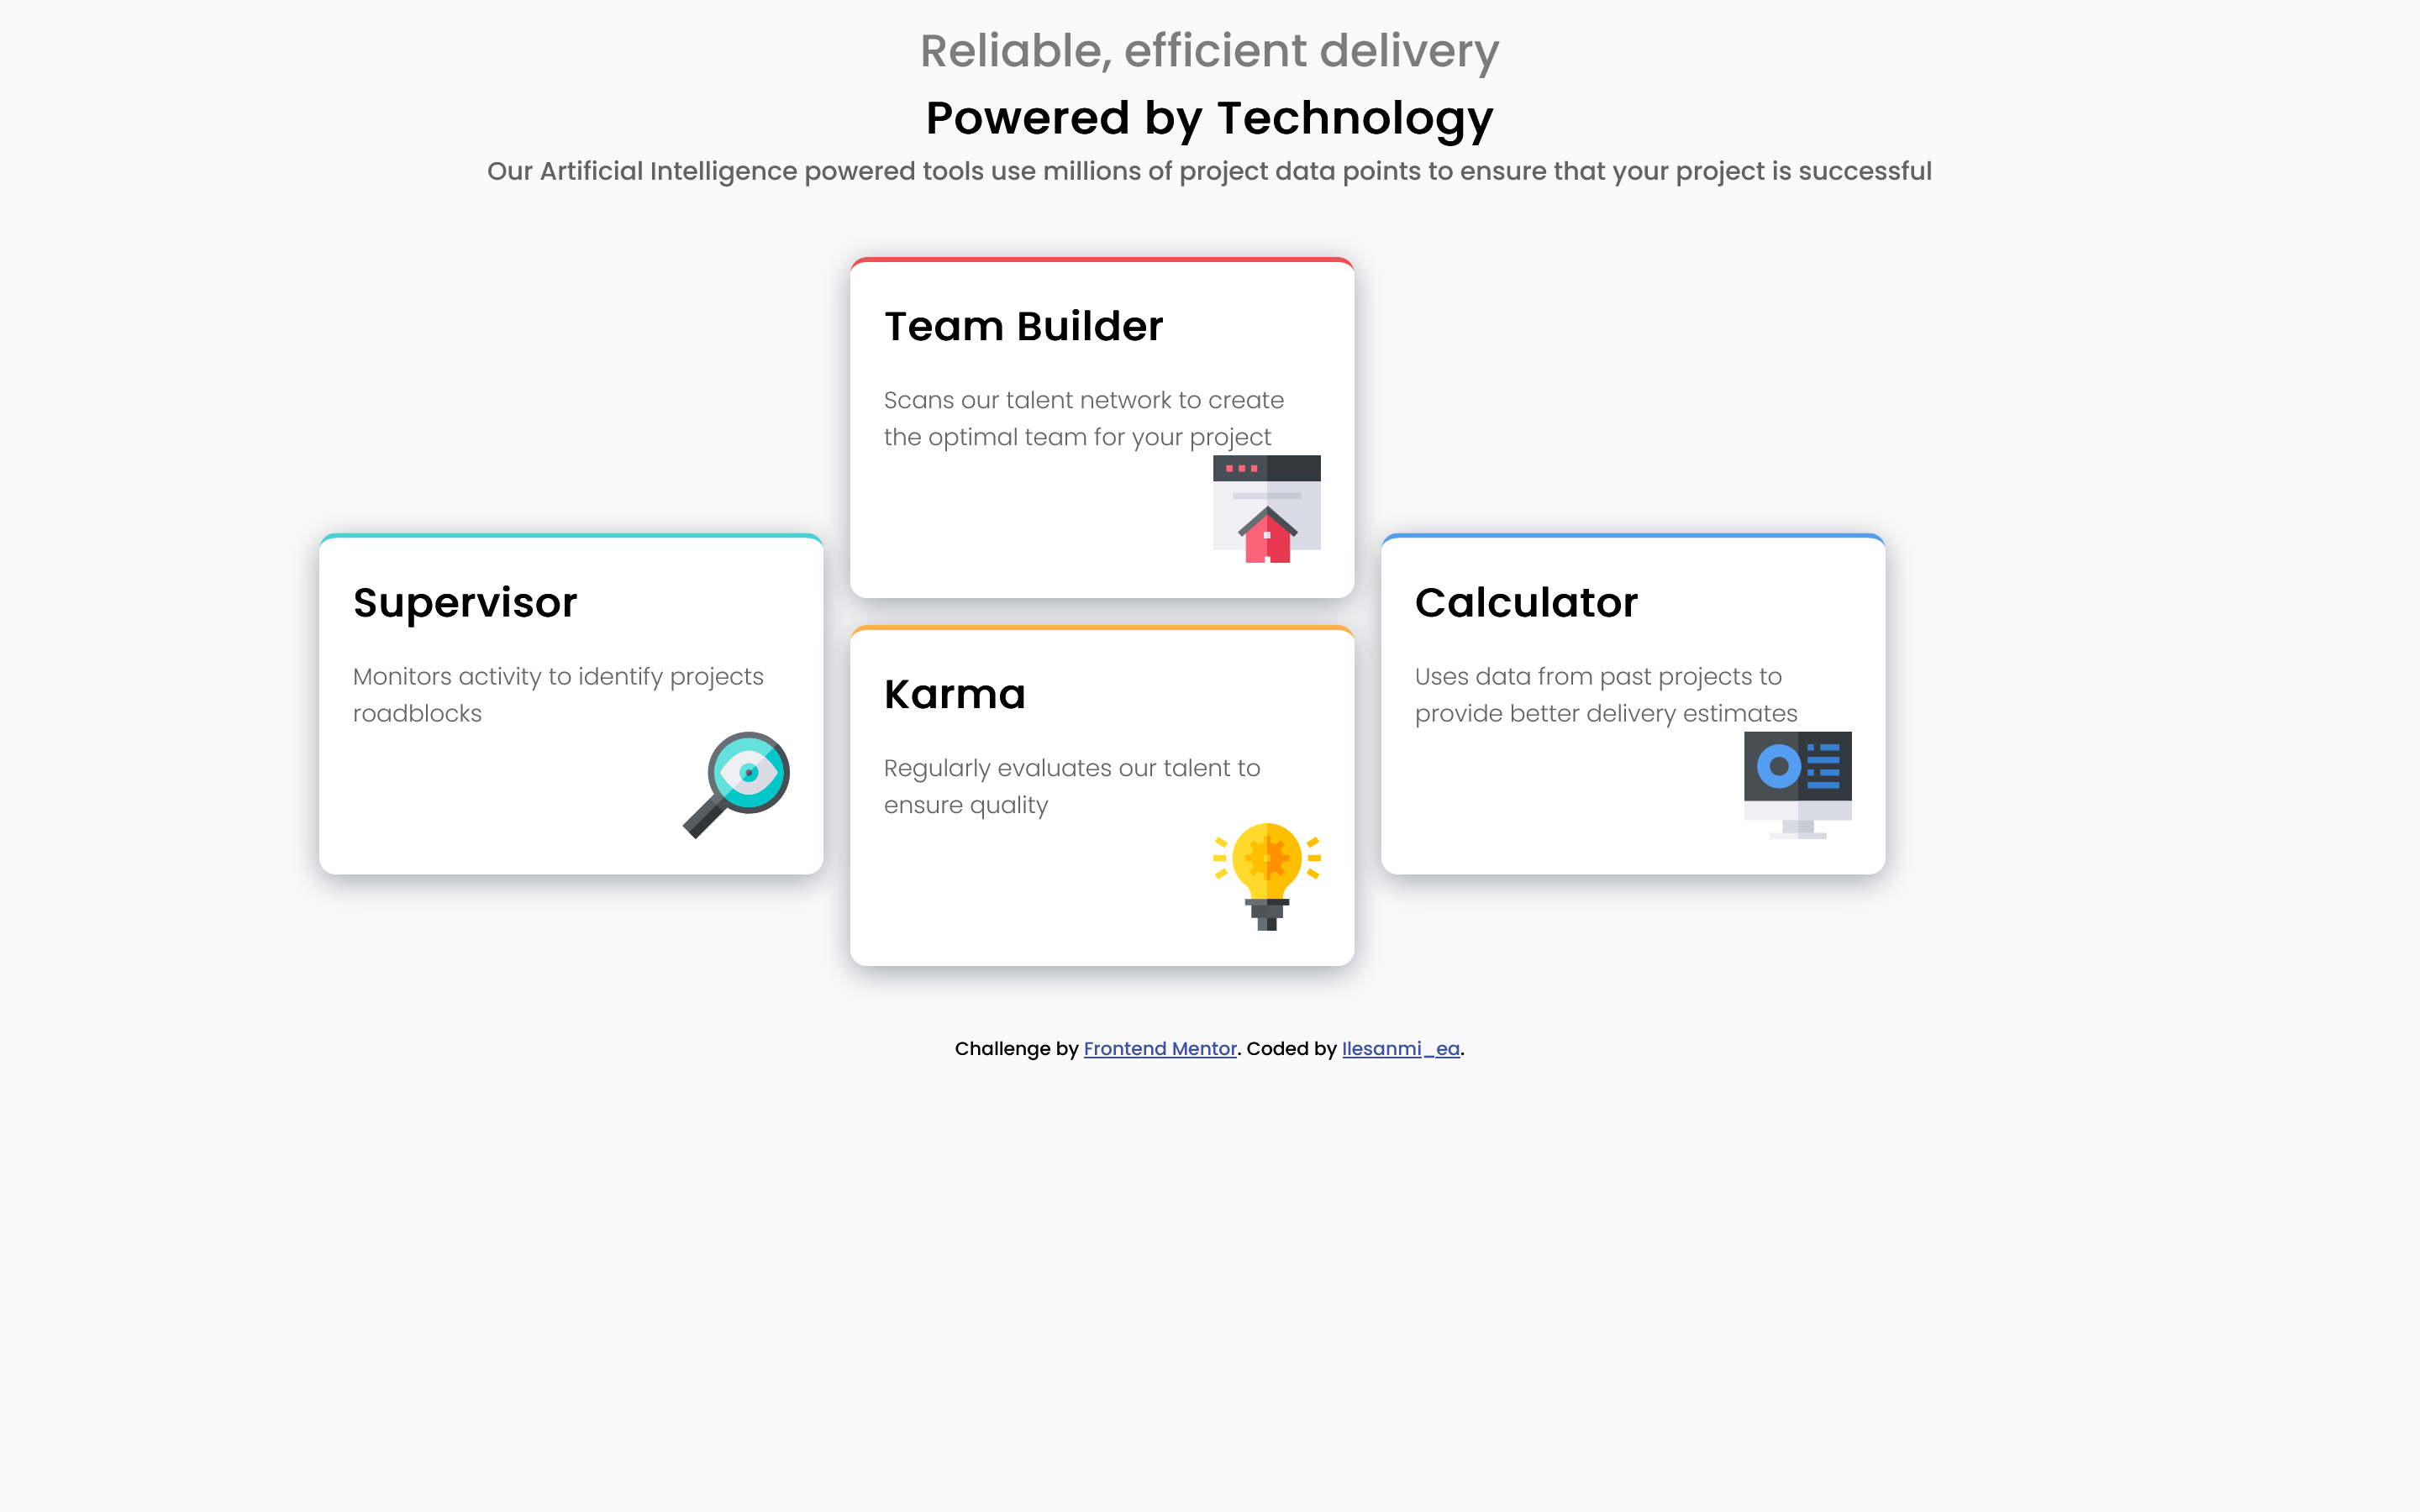 Reliable, efficient delivery
Powered by Technology
Our Artificial Intelligence powered tools use millions of project data points to ensure that your project is successful
Supervisor
Monitors activity to identify projects
roadblocks
Team Builder
Scans our talent network to create
the optimal team for your project
Karma
Regularly evaluates our talent to
ensure quality
Calculator
Uses data from past projects to
provide better delivery estimates
Challenge by Frontend Mentor. Coded by Ilesanmi_ea.